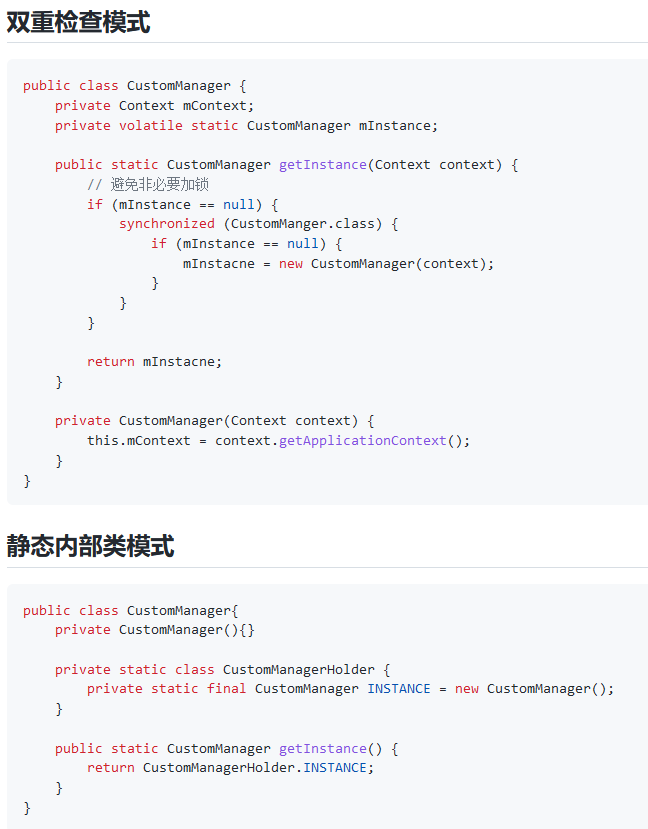 双重检查模式
public class CustomManager {
    private Context mContext;
    private volatile static CustomManager mInstance;

    public static CustomManager getInstance(Context context) {
        // 避免非必要加锁
        if (mInstance == null) {
            synchronized (CustomManger.class) {
                if (mInstance == null) {
                    mInstacne = new CustomManager(context);
                }
            }
        }

        return mInstacne;
    }

    private CustomManager(Context context) {
        this.mContext = context.getApplicationContext();
    }
}
静态内部类模式
public class CustomManager{
    private CustomManager(){}

    private static class CustomManagerHolder {
        private static final CustomManager INSTANCE = new CustomManager();
    }

    public static CustomManager getInstance() {
        return CustomManagerHolder.INSTANCE;
    }
}